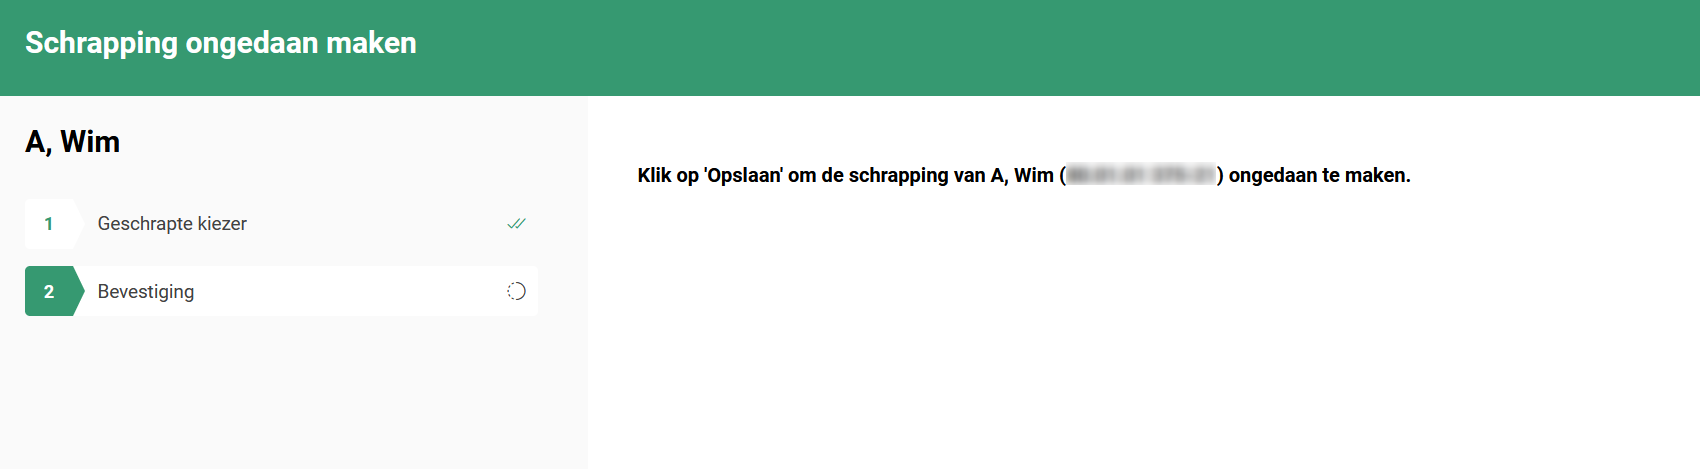 Schrapping ongedaan maken
A, Wim
1 Geschrapte kiezer
2 Bevestiging
Klik op 'Opslaan' om de schrapping van A, Wim () ongedaan te maken.